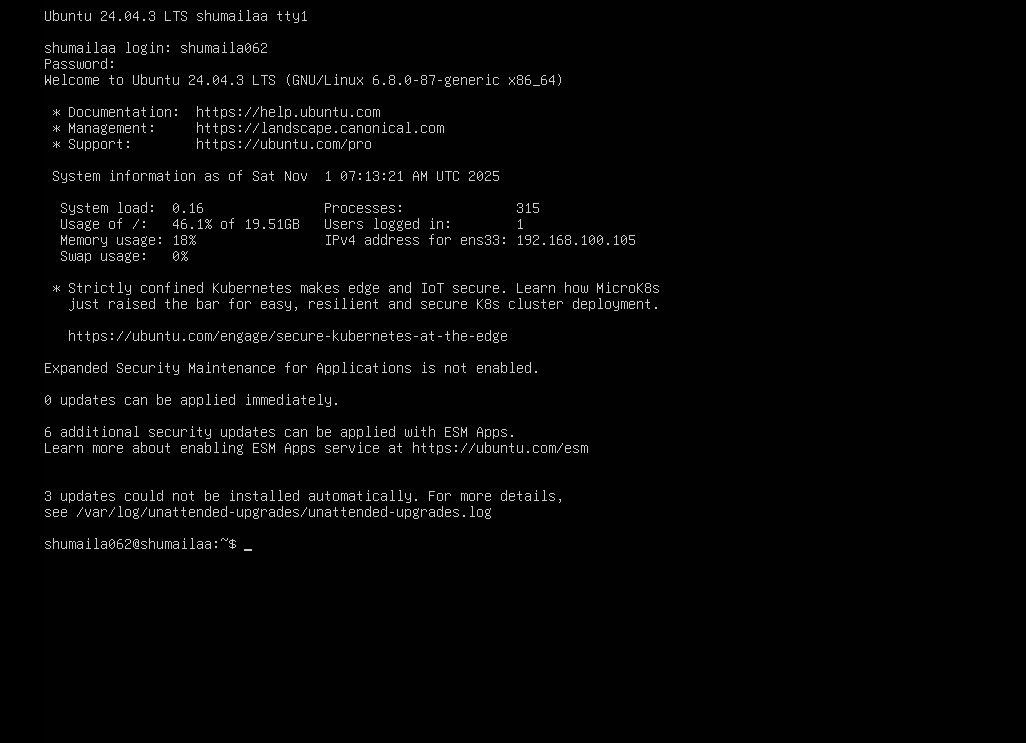 Ubuntu 24.04.3 LTS shumailaa tty1
shumailaa login: shumaila062
Password:
Welcome to Ubuntu 24.04.3 LTS (GNU/Linux 6.8.0-87-generic x86_64)
* Documentation:  https://help.ubuntu.com
* Management:     https://landscape.canonical.com
* Support:        https://ubuntu.com/pro
System information as of Sat Nov  1 07:13:21 AM UTC 2025
System load:  0.16               Processes:              315
Usage of /:   46.1% of 19.51GB   Users logged in:        1
Memory usage: 18%                IPv4 address for ens33: 192.168.100.105
Swap usage:   0%
* Strictly confined Kubernetes makes edge and IoT secure. Learn how MicroK8s
just raised the bar for easy, resilient and secure K8s cluster deployment.
https://ubuntu.com/engage/secure-kubernetes-at-the-edge
Expanded Security Maintenance for Applications is not enabled.
0 updates can be applied immediately.
6 additional security updates can be applied with ESM Apps.
Learn more about enabling ESM Apps service at https://ubuntu.com/esm
3 updates could not be installed automatically. For more details,
see /var/log/unattended-upgrades/unattended-upgrades.log
shumaila062@shumailaa:~$ _